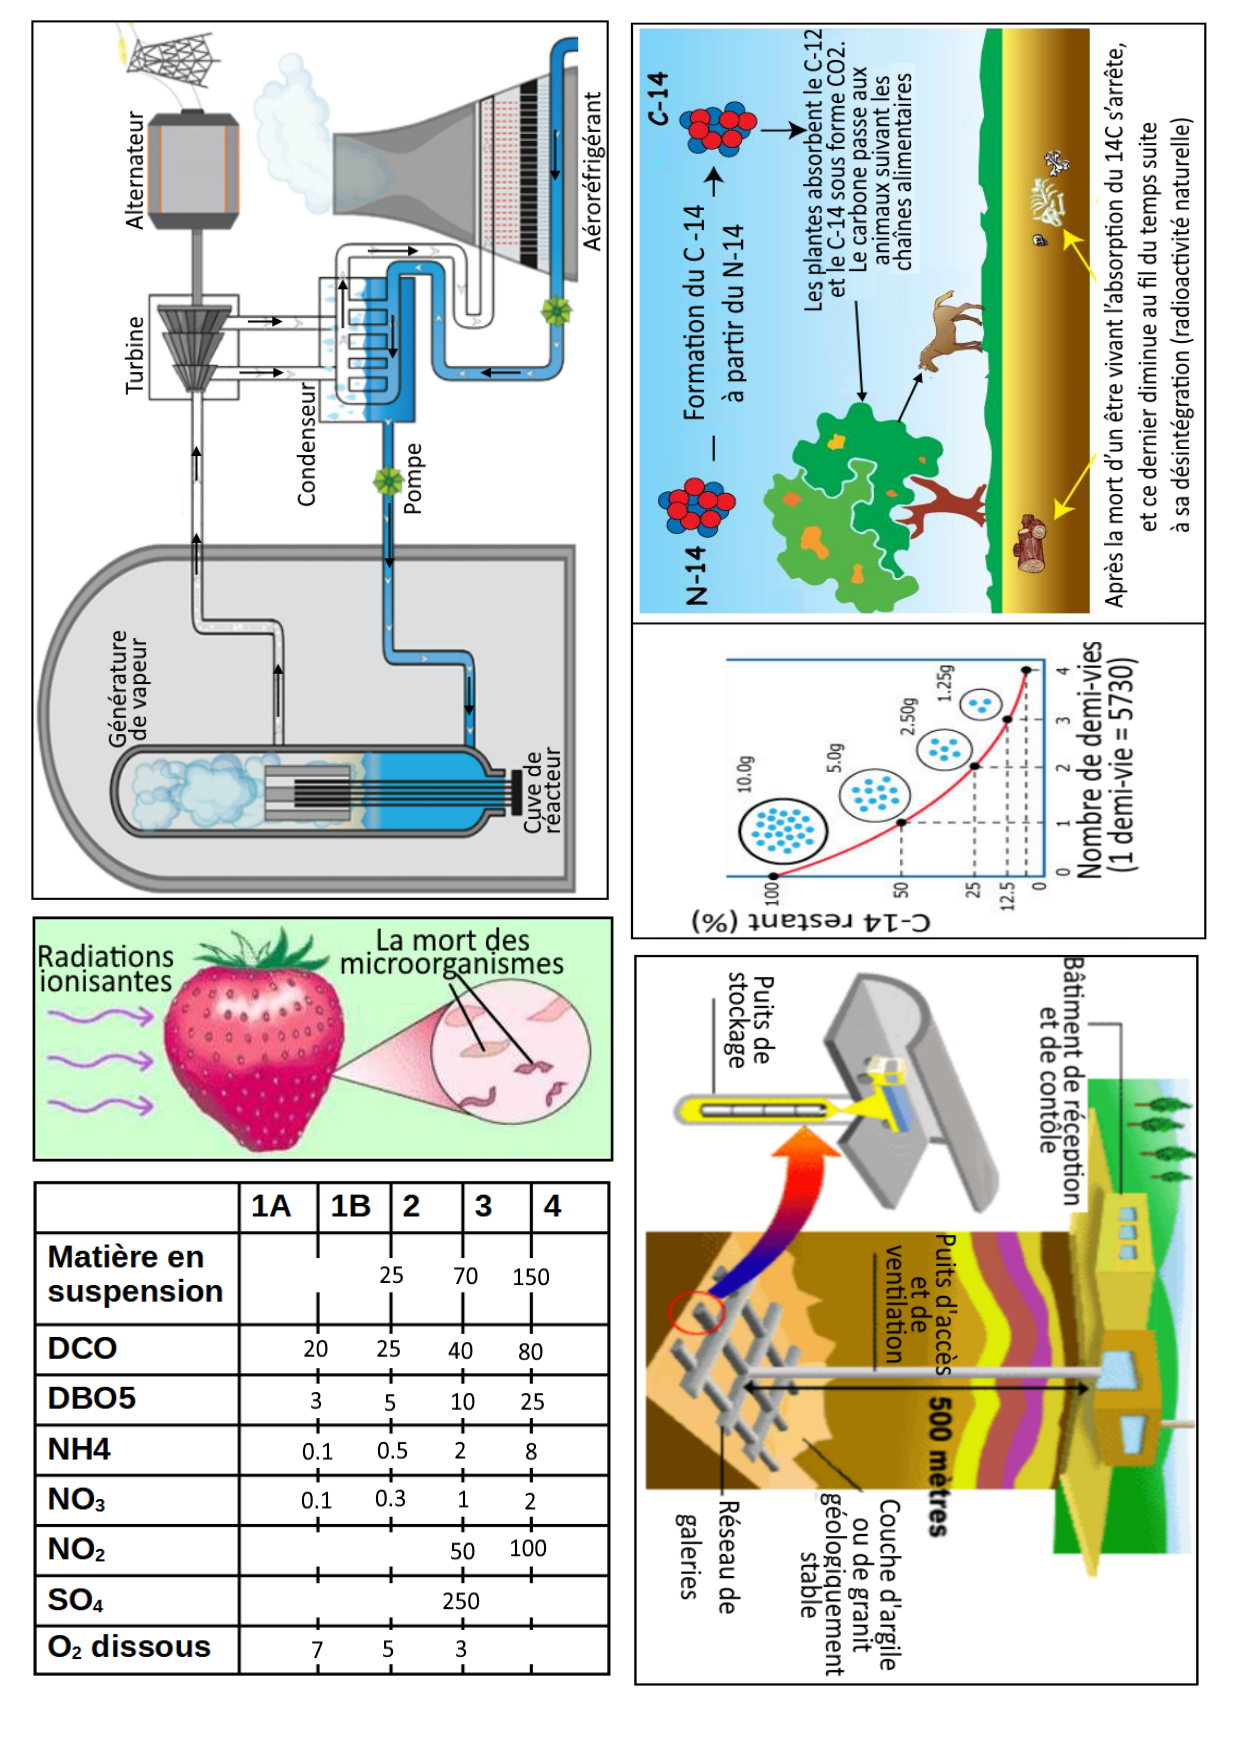 Alternateur
Turbine
Aéroréfrigérant
Condenseur
Pompe
Générature
de vapeur
Cuve de
réacteur
C-14
N-14
Formation du C -14
à partir du N-14
Les plantes absorbent le C-12
et le C-14 sous forme CO2.
Le carbone passe aux
animaux suivant les
chaînes alimentaires
Après la mort d'un être vivant l'absorption du 14C s'arrête,
et ce dernier diminue au fil du temps suite
à sa désintégration (radioactivité naturelle)
10.0g
5.0g
2.50g
1.25g
100
50
25
12.5
0
0 1 2 3 4
C-14 restant (%)
Nombre de demi-vies
(1 demi-vie = 5730)
Radiations
ionisantes
La mort des
microorganismes
1A 1B 2 3 4
Matière en
suspension 25 70 150
DCO 20 25 40 80
DBO5 3 5 10 25
NH4 0.1 0.5 2 8
NO3 0.1 0.3 1 2
NO2 50 100
SO4 250
O2 dissous 7 5 3
Puits de
stockage
Bâtiment de réception
et de contôle
Puits d'accès
et de
ventilation
500 mètres
Couche d'argile
ou de granit
géologiquement
stable
Réseau de
galeries